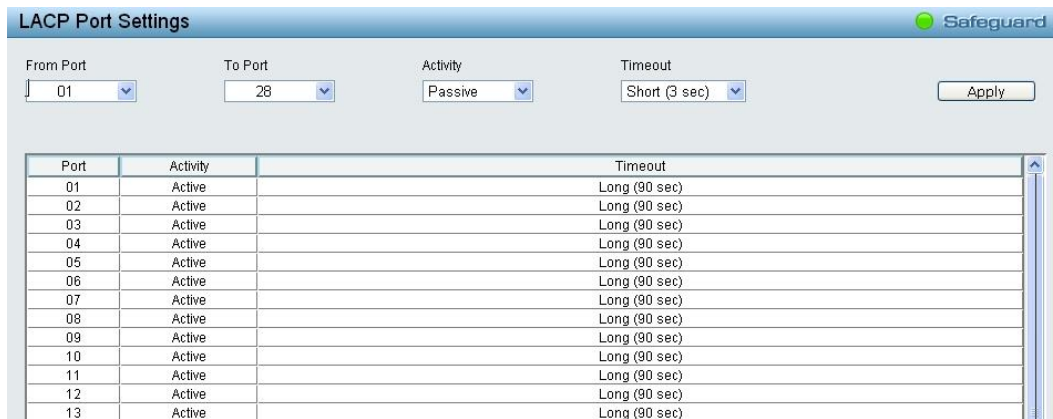 LACP Port Settings Safeguard
From Port To Port Activity Timeout
01 28 Passive Short (3 sec) Apply
Port Activity Timeout
01 Active Long (90 sec)
02 Active Long (90 sec)
03 Active Long (90 sec)
04 Active Long (90 sec)
05 Active Long (90 sec)
06 Active Long (90 sec)
07 Active Long (90 sec)
08 Active Long (90 sec)
09 Active Long (90 sec)
10 Active Long (90 sec)
11 Active Long (90 sec)
12 Active Long (90 sec)
13 Active Long (90 sec)